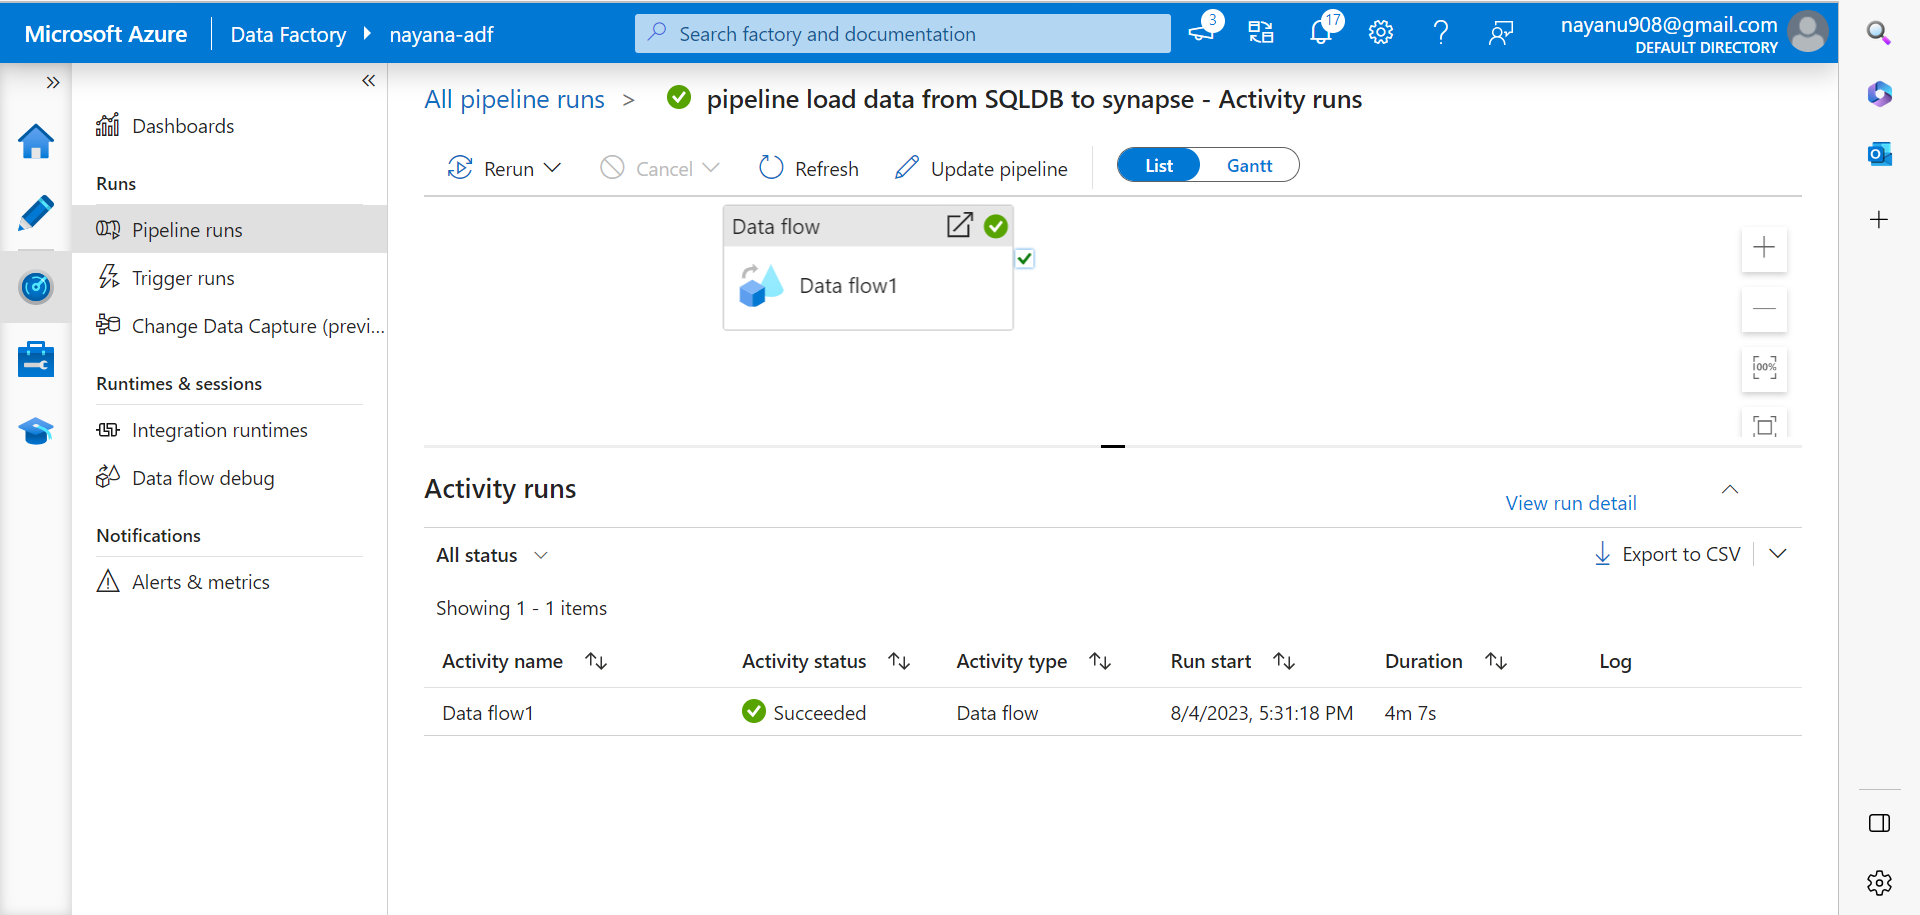 Microsoft Azure
Data Factory
nayana-adf
Search factory and documentation
3
17
nayanu908@gmail.com
DEFAULT DIRECTORY
Dashboards
Runs
Pipeline runs
Trigger runs
Change Data Capture (previ...
Runtimes & sessions
Integration runtimes
Data flow debug
Notifications
Alerts & metrics
All pipeline runs > pipeline load data from SQLDB to synapse - Activity runs
Rerun Cancel Refresh Update pipeline List Gantt
Data flow
Data flow1
100%
Activity runs
View run detail
All status
Export to CSV
Showing 1 - 1 items
Activity name Activity status Activity type Run start Duration Log
Data flow1 Succeeded Data flow 8/4/2023, 5:31:18 PM 4m 7s